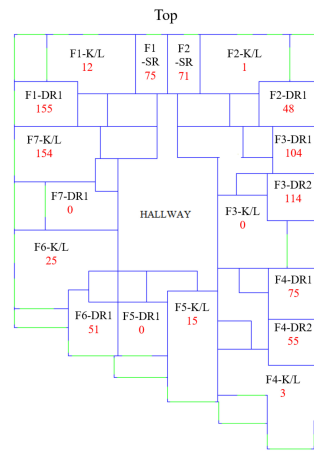 Top
F1-K/L
12
F1
-SR
75
F2
-SR
71
F2-K/L
1
F1-DR1
155
F2-DR1
48
F7-K/L
154
F3-DR1
104
F7-DR1
0
F3-DR2
114
HALLWAY
F3-K/L
0
F6-K/L
25
F4-DR1
75
F6-DR1
51
F5-DR1
0
F5-K/L
15
F4-DR2
55
F4-K/L
3